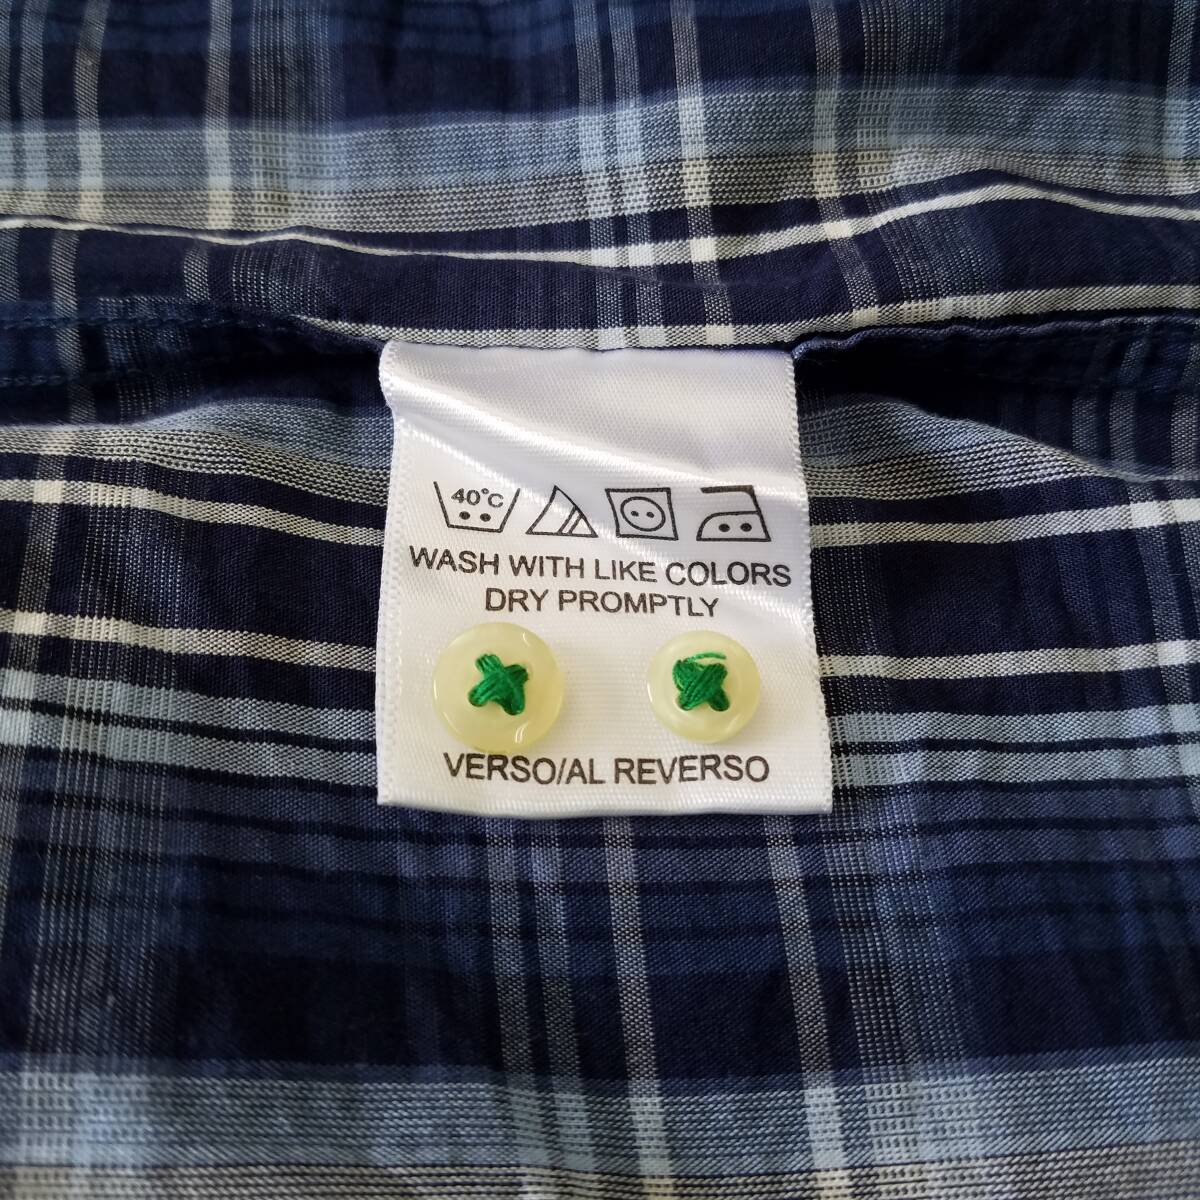 40°C
WASH WITH LIKE COLORS
DRY PROMPTLY
VERSO/AL REVERSO